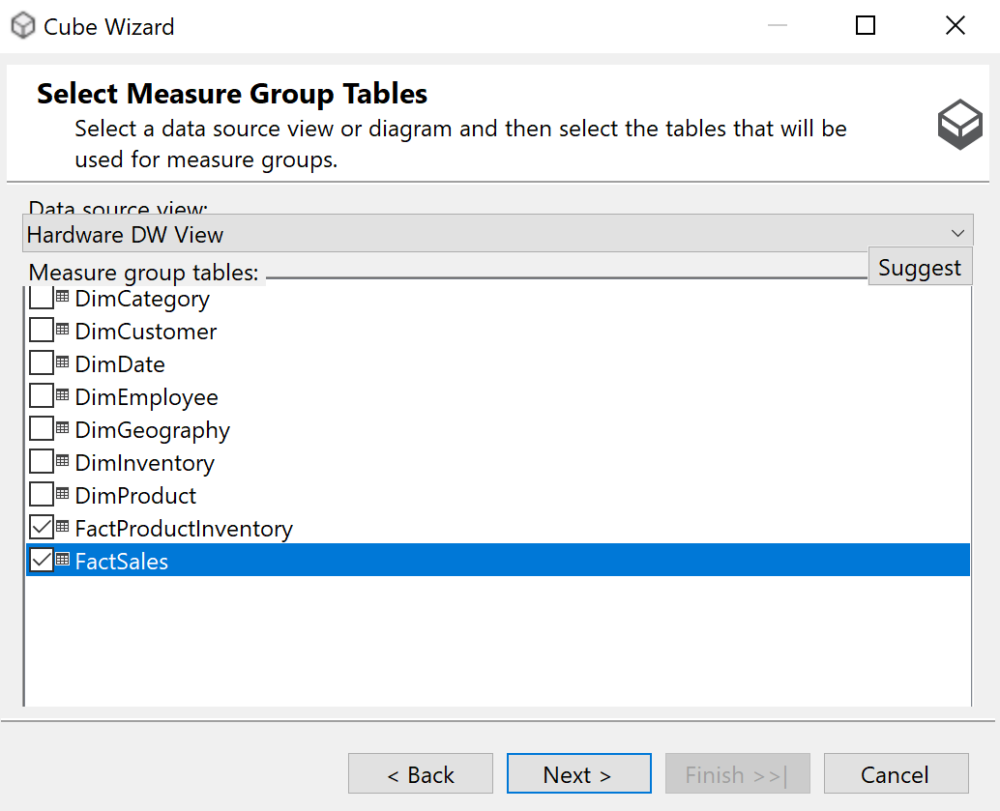 Cube Wizard
Select Measure Group Tables
Select a data source view or diagram and then select the tables that will be
used for measure groups.
Data source view:
Hardware DW View
Measure group tables:
Suggest
DimCategory
DimCustomer
DimDate
DimEmployee
DimGeography
DimInventory
DimProduct
FactProductInventory
FactSales
< Back
Next >
Finish >>|
Cancel